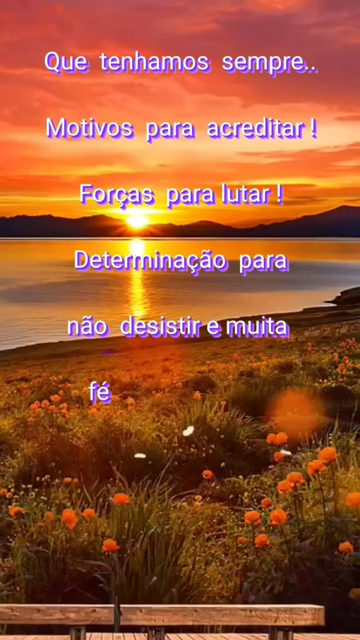 Que tenhamos sempre..
Motivos para acreditar !
Forças para lutar !
Determinação para
não desistir e muita
fé